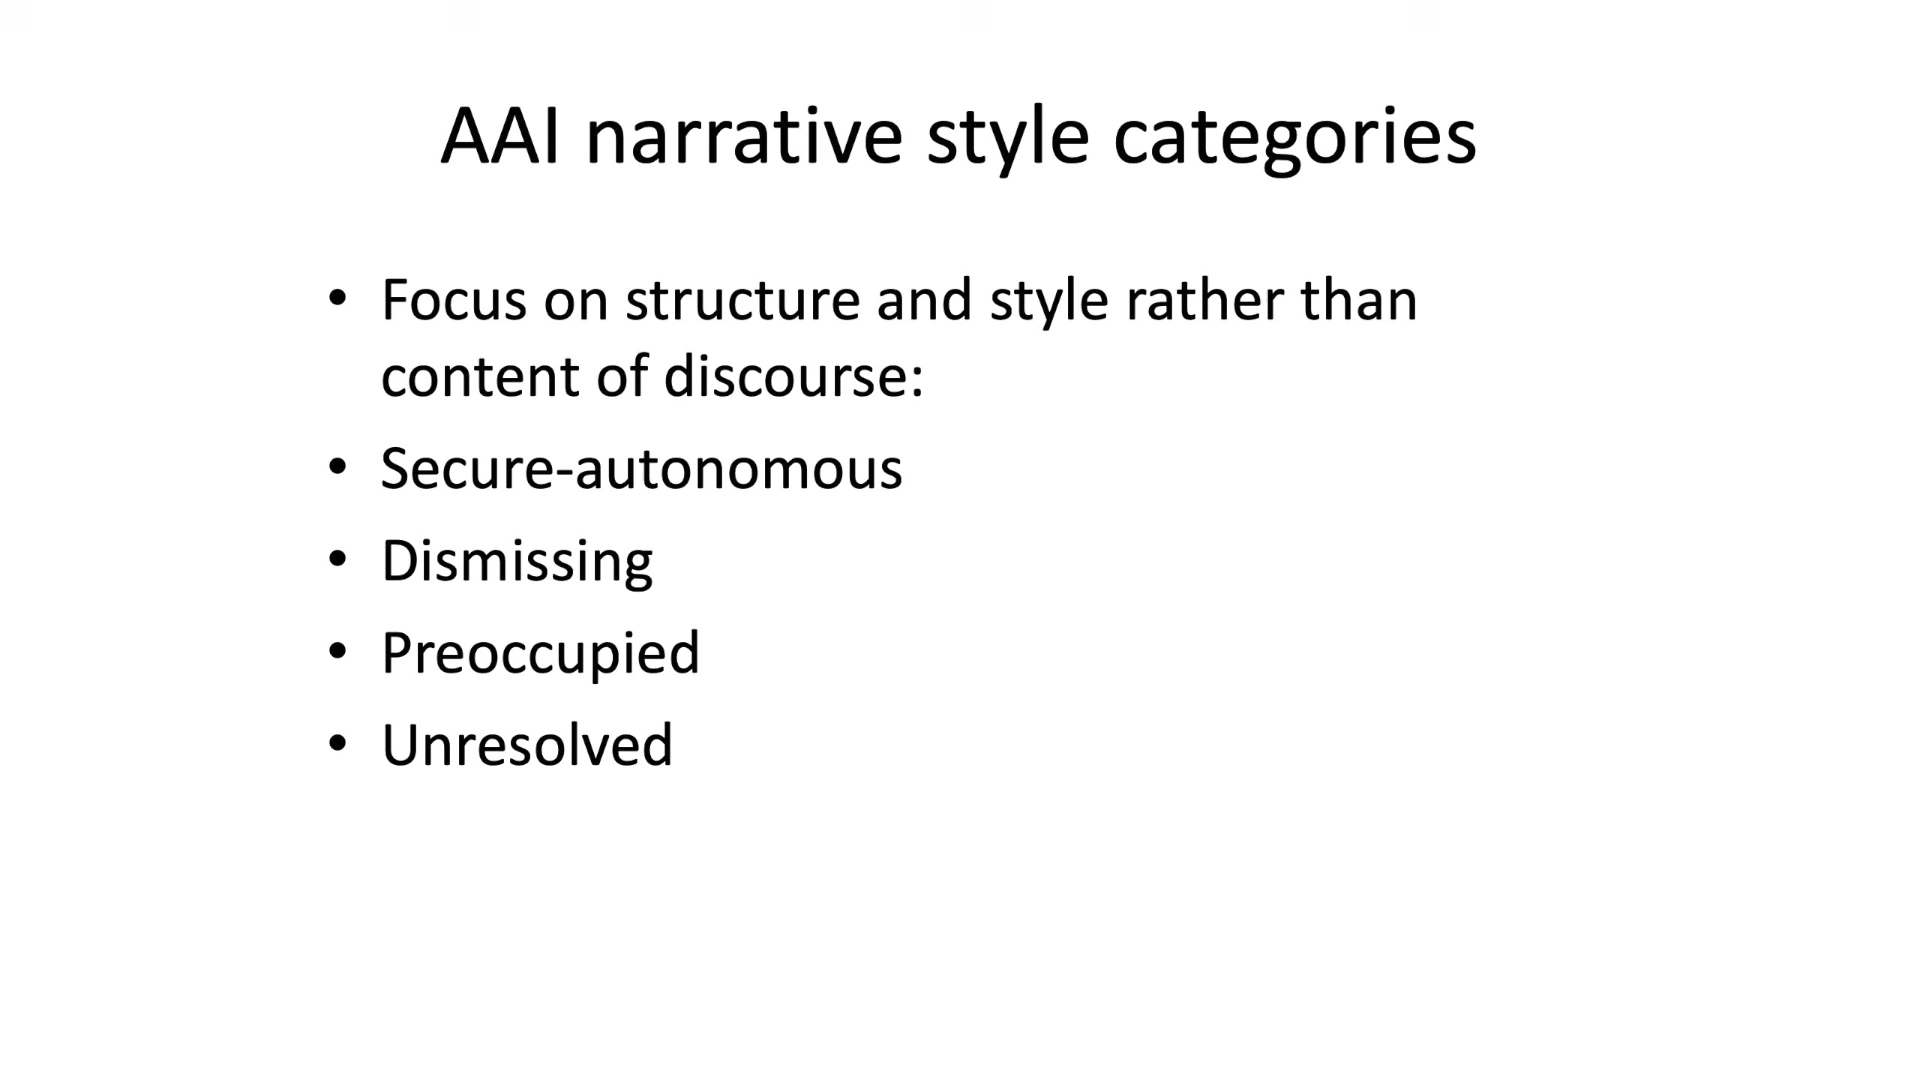 AAI narrative style categories
• Focus on structure and style rather than
content of discourse:
• Secure-autonomous
• Dismissing
• Preoccupied
• Unresolved